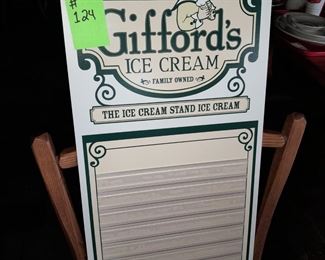 #
124
Gifford's
ICE CREAM
FAMILY OWNED
THE ICE CREAM STAND ICE CREAM